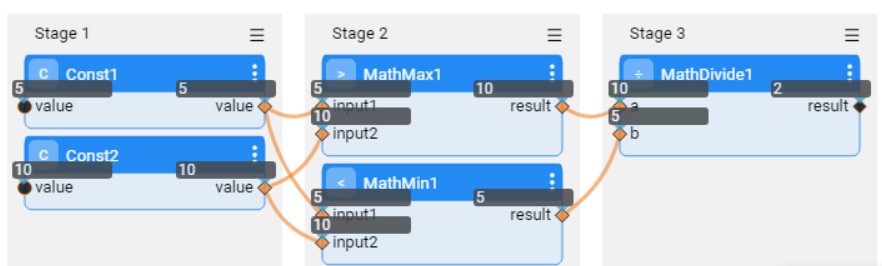 Stage 1
C Const1
5 5
value value
C Const2
10 10
value value
Stage 2
> MathMax1
5 10
input1 result
10
input2
< MathMin1
5 5
input1 result
10
input2
Stage 3
÷ MathDivide1
10 2
a result
5
b